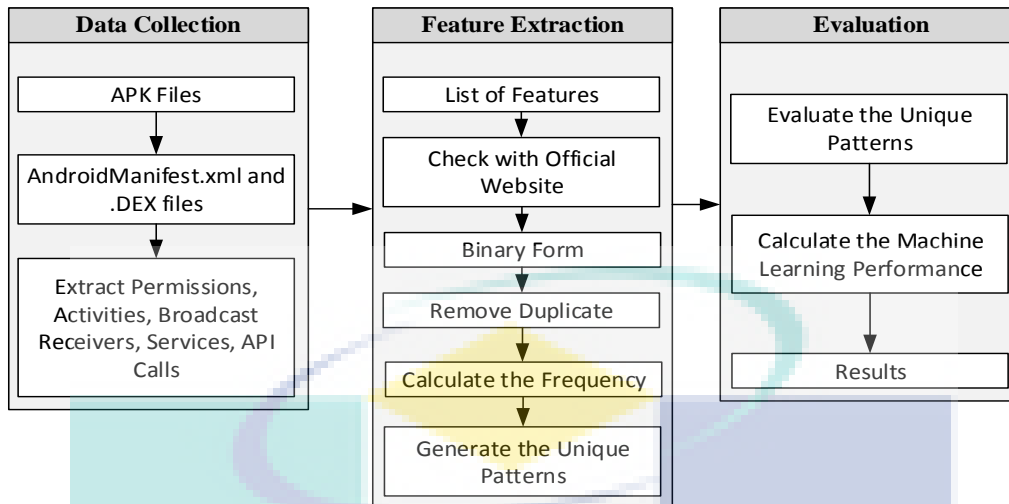 Data Collection
APK Files
AndroidManifest.xml and
.DEX files
Extract Permissions,
Activities, Broadcast
Receivers, Services, API
Calls
Feature Extraction
List of Features
Check with Official
Website
Binary Form
Remove Duplicate
Calculate the Frequency
Generate the Unique
Patterns
Evaluation
Evaluate the Unique
Patterns
Calculate the Machine
Learning Performance
Results